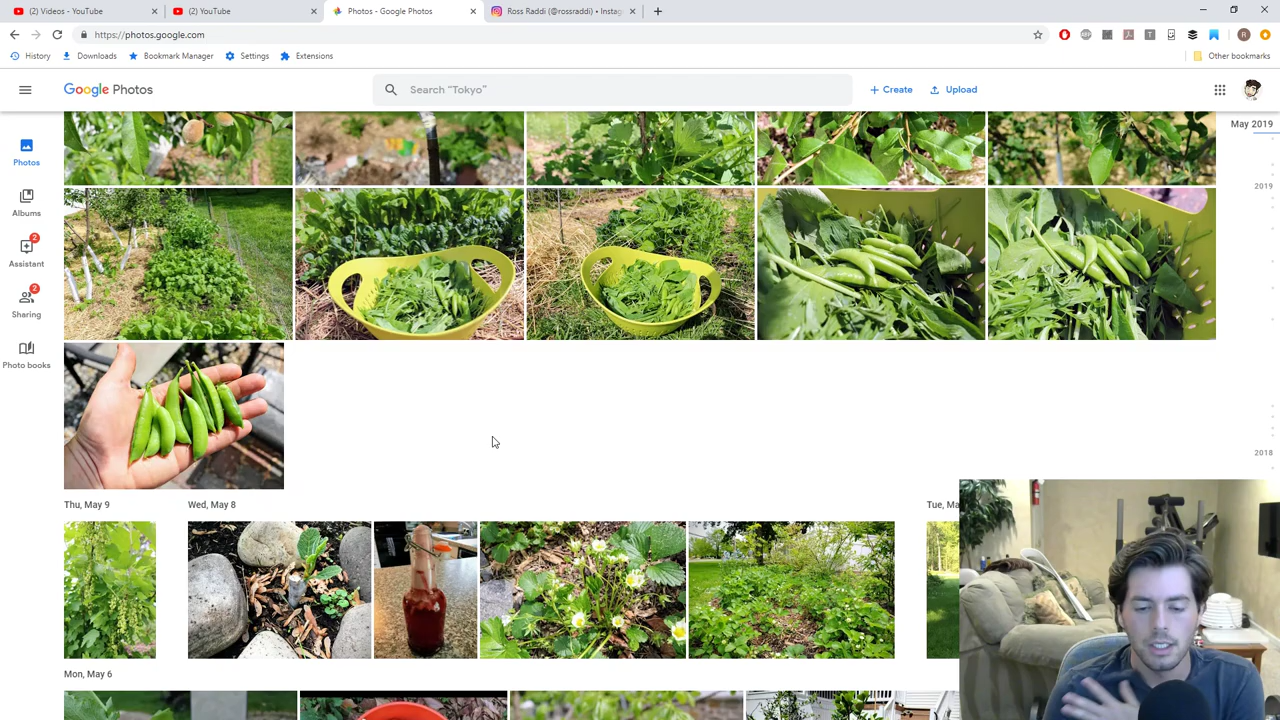 (2) Videos - YouTube
(2) YouTube
Photos - Google Photos
Ross Raddi (@rossraddi) • Instag
https://photos.google.com
History
Downloads
Bookmark Manager
Settings
Extensions
Other bookmarks
Google Photos
Search "Tokyo"
Create
Upload
May 2019
Photos
2019
Albums
2
Assistant
2
Sharing
Photo books
2018
Thu, May 9
Wed, May 8
Tue, Ma
Mon, May 6